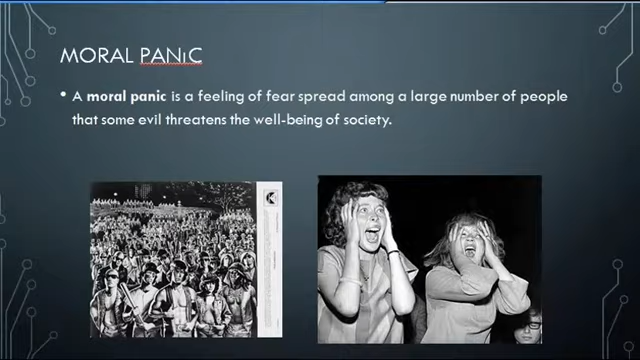 MORAL PANıC
• A moral panic is a feeling of fear spread among a large number of people
that some evil threatens the well-being of society.